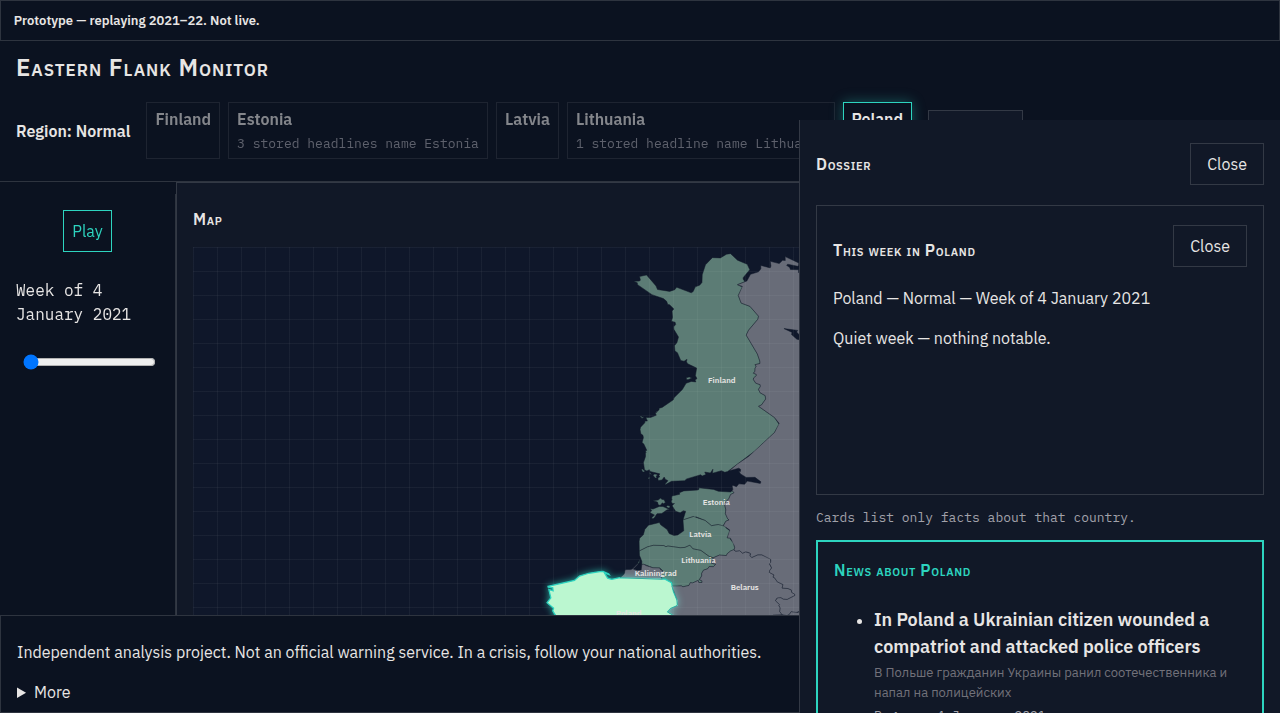 Prototype — replaying 2021–22. Not live.
Eastern Flank Monitor
Region: Normal
Finland
Estonia
3 stored headlines name Estonia
Latvia
Lithuania
1 stored headline name
Poland
Play
Week of 4
January 2021
Map
Finland
Estonia
Latvia
Lithuania
Kaliningrad
Belarus
Dossier
Close
This week in Poland
Close
Poland — Normal — Week of 4 January 2021
Quiet week — nothing notable.
Cards list only facts about that country.
News about Poland
In Poland a Ukrainian citizen wounded a
compatriot and attacked police officers
В Польше гражданин Украины ранил соотечественника и
напал на полицейских
Independent analysis project. Not an official warning service. In a crisis, follow your national authorities.
More